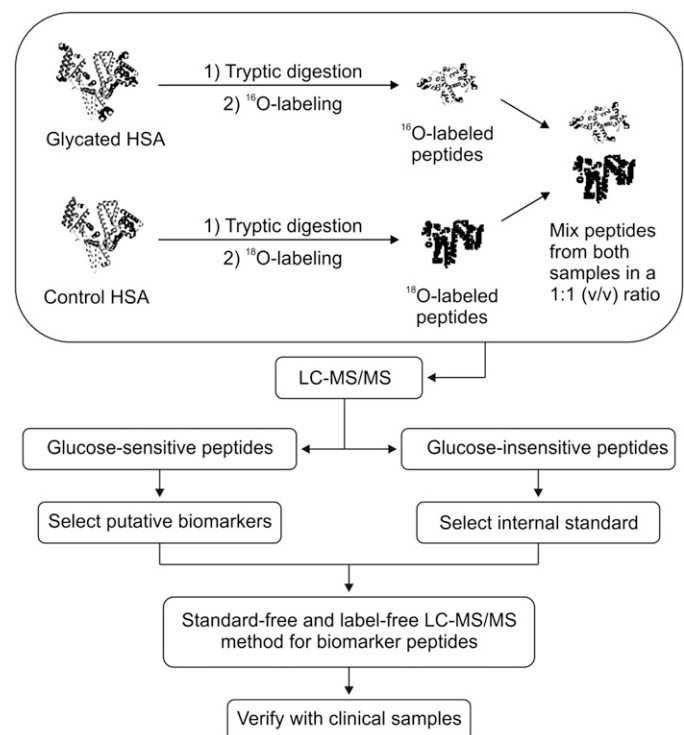 1) Tryptic digestion
2) ¹⁶O-labeling
Glycated HSA
¹⁶O-labeled
peptides
1) Tryptic digestion
2) ¹⁸O-labeling
Control HSA
¹⁸O-labeled
peptides
Mix peptides
from both
samples in a
1:1 (v/v) ratio
LC-MS/MS
Glucose-sensitive peptides
Glucose-insensitive peptides
Select putative biomarkers
Select internal standard
Standard-free and label-free LC-MS/MS
method for biomarker peptides
Verify with clinical samples